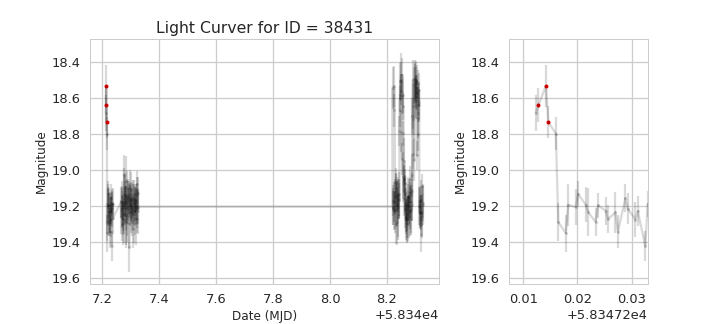 Light Curver for ID = 38431
Magnitude
18.4
18.6
18.8
19.0
19.2
19.4
19.6
7.2 7.4 7.6 7.8 8.0 8.2
Date (MJD)
+5.834e4
Magnitude
18.4
18.6
18.8
19.0
19.2
19.4
19.6
0.01 0.02 0.03
+5.83472e4